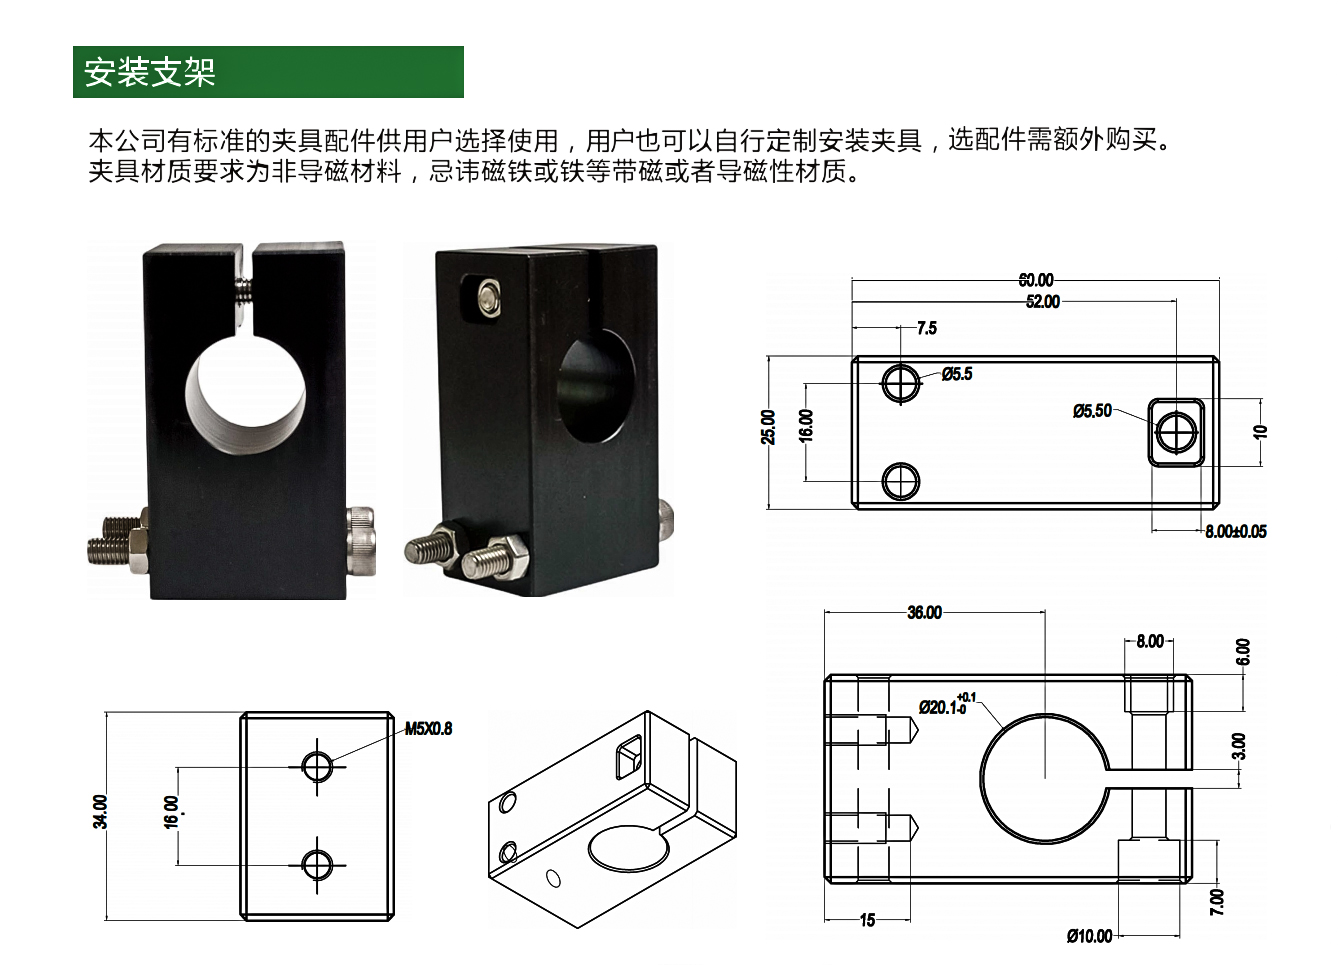 安装支架
本公司有标准的夹具配件供用户选择使用，用户也可以自行定制安装夹具，选配件需额外购买。
夹具材质要求为非导磁材料，忌讳磁铁或铁等带磁或者导磁性材质。
60.00
52.00
7.5
Ø5.5
Ø5.50
25.00
16.00
10
8.00±0.05
36.00
8.00
6.00
Ø20.1+0.1-0
3.00
M5X0.8
34.00
16.00
15
7.00
Ø10.00